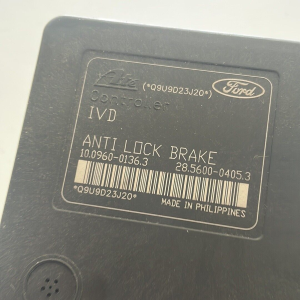 Ate (*Q9U9D23J20*) Ford
Controller
IVD
ANTI LOCK BRAKE
10.0960-0136.3 28.5600-0405.3
*Q9U9D23J20* MADE IN PHILIPPINES